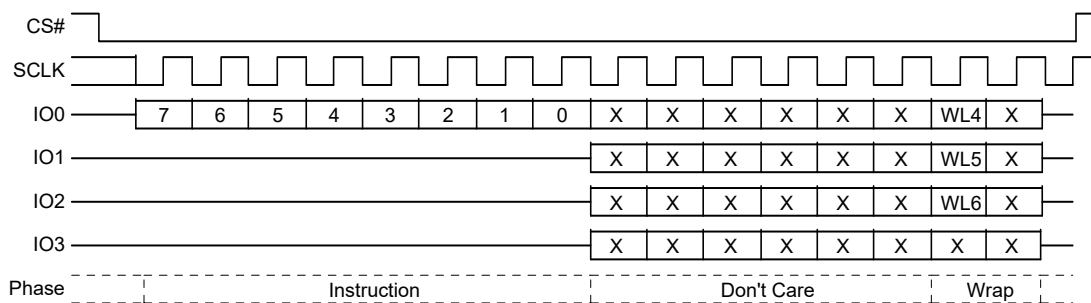 CS#
SCLK
IO0 7 6 5 4 3 2 1 0 X X X X X X WL4 X
IO1 X X X X X X WL5 X
IO2 X X X X X X WL6 X
IO3 X X X X X X X X
Phase Instruction Don't Care Wrap